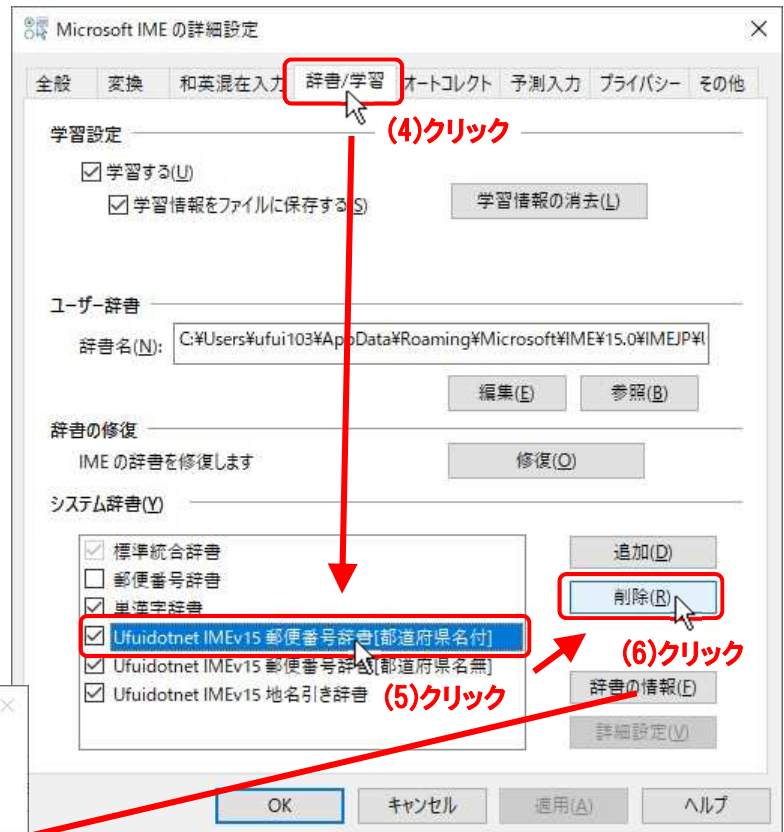 Microsoft IME の詳細設定
全般 変換 和英混在入力 辞書/学習 オートコレクト 予測入力 プライバシー その他
(4)クリック
学習設定
学習する(U)
学習情報をファイルに保存する(S) 学習情報の消去(L)
ユーザー辞書
辞書名(N): C:¥Users¥ufui103¥AppData¥Roaming¥Microsoft¥IME¥15.0¥IMEJP¥
編集(E) 参照(B)
辞書の修復
IME の辞書を修復します 修復(O)
システム辞書(Y)
標準統合辞書 追加(D)
郵便番号辞書
単漢字辞書 削除(R)
Ufuidotnet IMEv15 郵便番号辞書[都道府県名付]
(6)クリック
Ufuidotnet IMEv15 郵便番号辞書[都道府県名無]
Ufuidotnet IMEv15 地名引き辞書 (5)クリック 辞書の情報(F)
詳細設定(V)
OK キャンセル 適用(A) ヘルプ